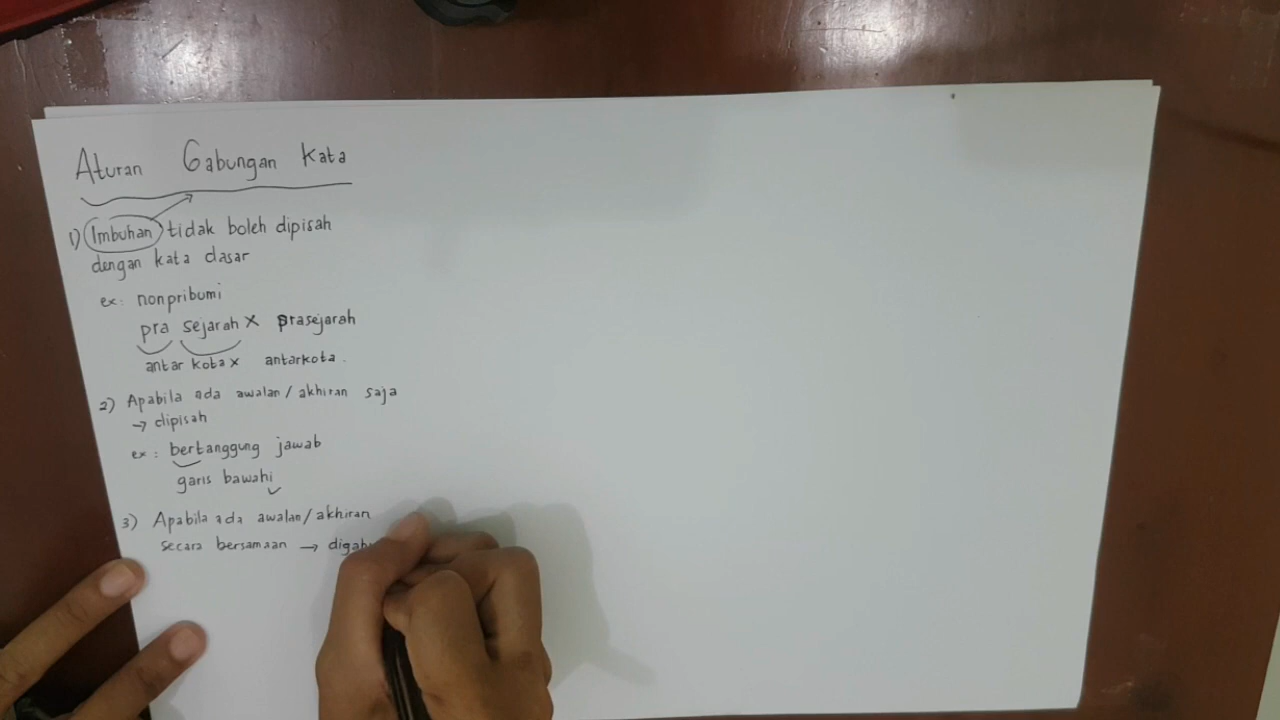 Aturan Gabungan Kata
1) Imbuhan tidak boleh dipisah
dengan kata dasar
ex: nonpribumi
pra sejarah x prasejarah
antar kota x antarkota.
2) Apabila ada awalan/akhiran saja
→ dipisah
ex: bertanggung jawab
garis bawahi
3) Apabila ada awalan/akhiran
secara bersamaan →